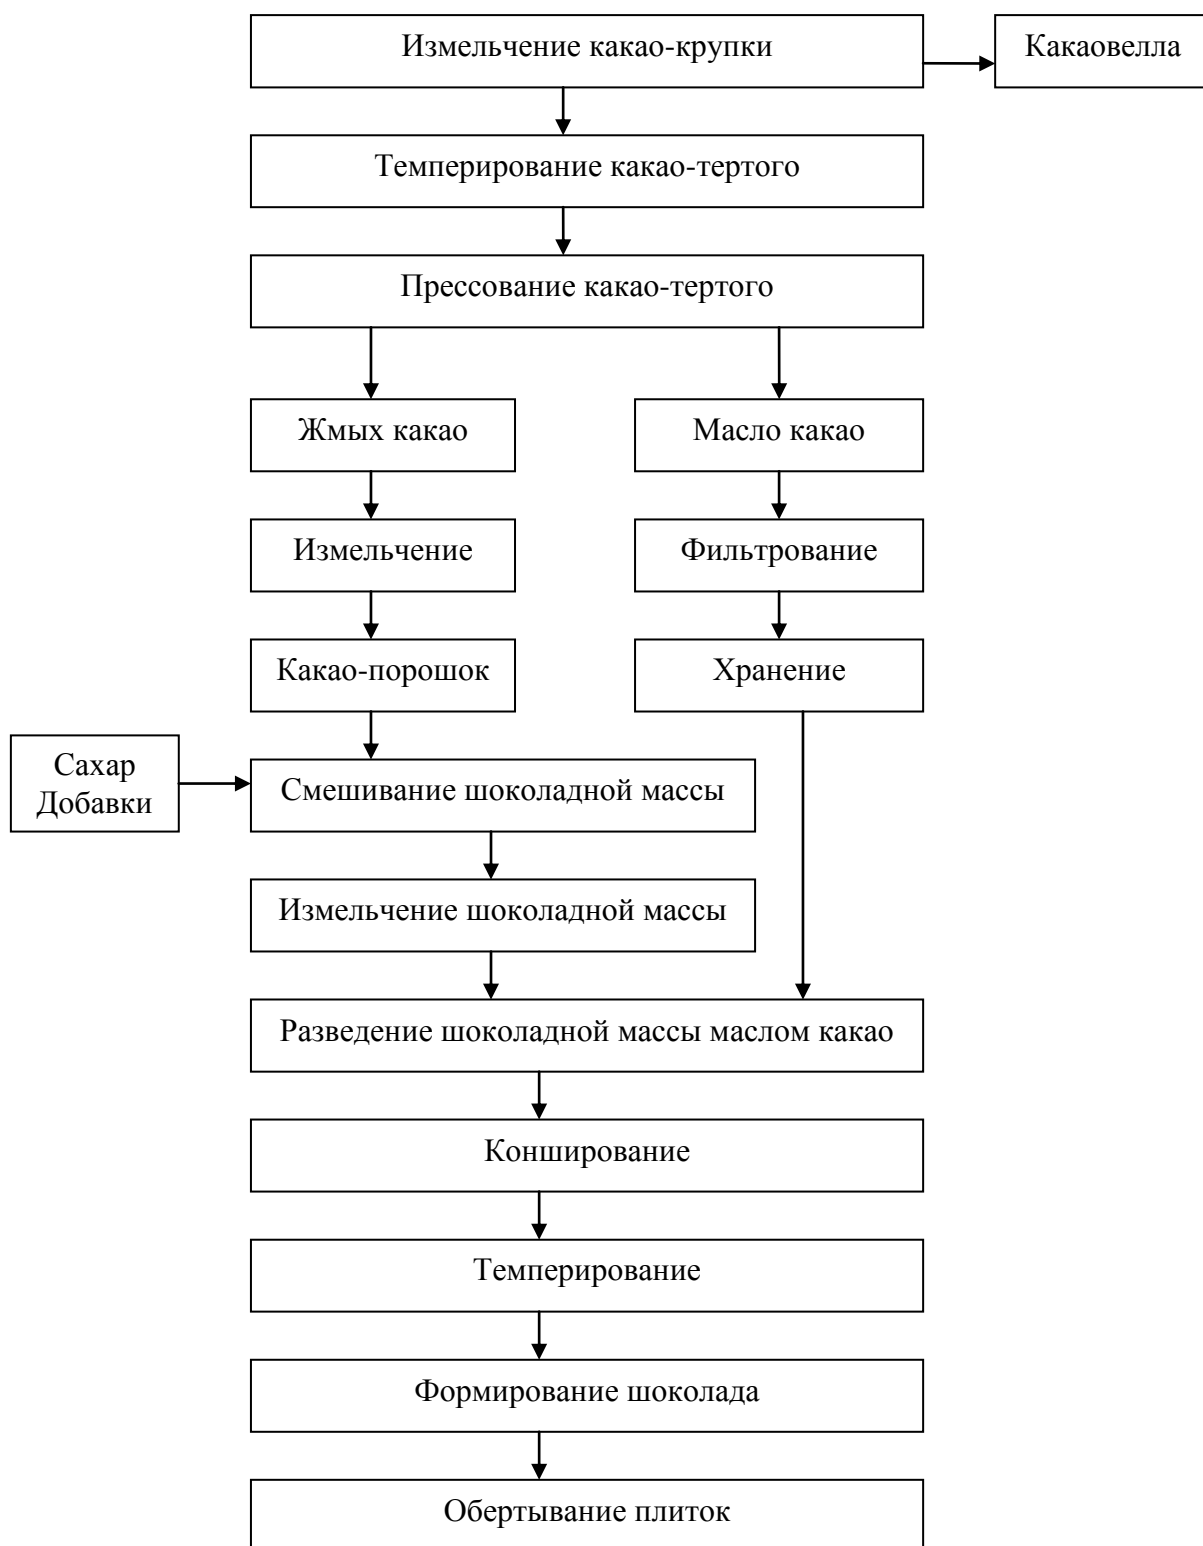 Измельчение какао-крупки
Какаовелла
Темперирование какао-тертого
Прессование какао-тертого
Жмых какао
Масло какао
Измельчение
Фильтрование
Какао-порошок
Хранение
Сахар
Добавки
Смешивание шоколадной массы
Измельчение шоколадной массы
Разведение шоколадной массы маслом какао
Конширование
Темперирование
Формирование шоколада
Обертывание плиток